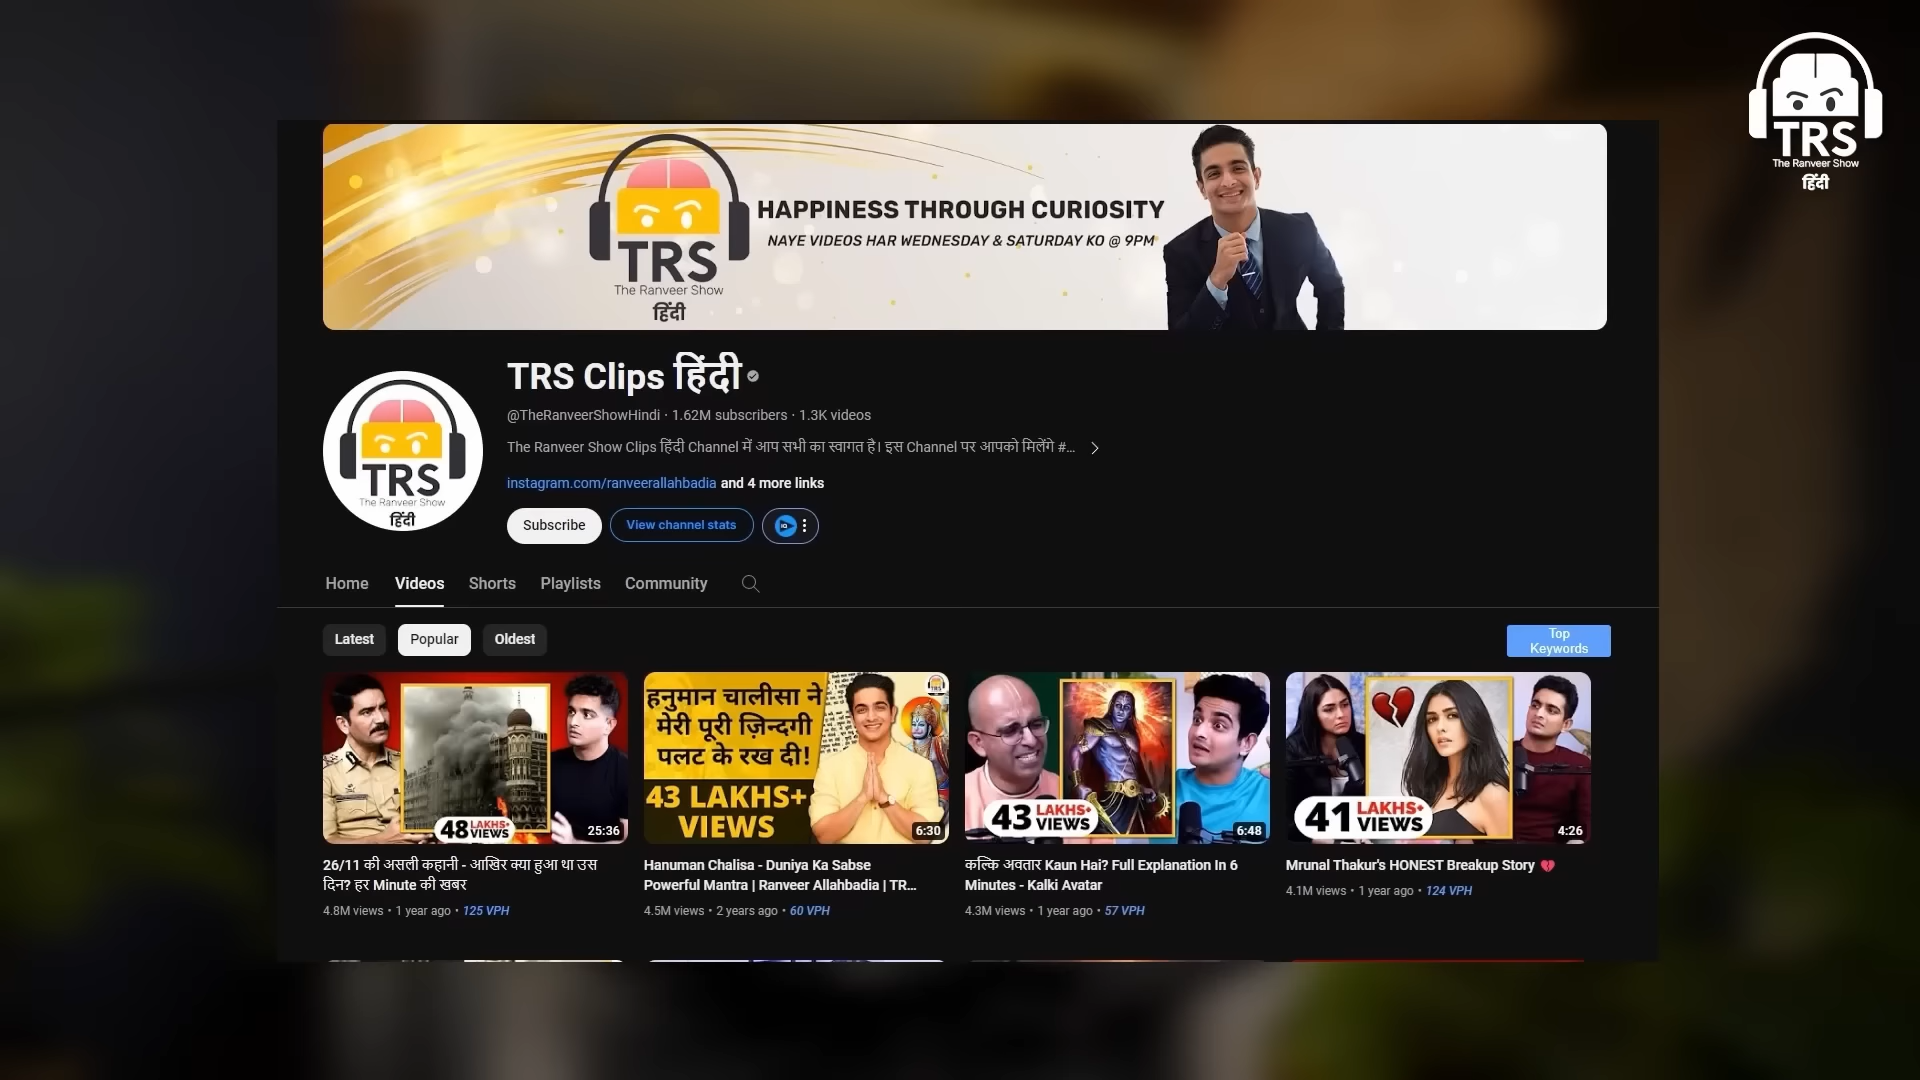 TRS
The Ranveer Show
हिंदी
TRS
The Ranveer Show
हिंदी
HAPPINESS THROUGH CURIOSITY
NAYE VIDEOS HAR WEDNESDAY & SATURDAY KO @ 9PM
TRS
The Ranveer Show
हिंदी
TRS Clips हिंदी
@TheRanveerShowHindi · 1.62M subscribers · 1.3K videos
The Ranveer Show Clips हिंदी Channel में आप सभी का स्वागत है। इस Channel पर आपको मिलेंगे #...
instagram.com/ranveerallahbadia and 4 more links
Subscribe View channel stats
Home Videos Shorts Playlists Community
Latest Popular Oldest
Top
Keywords
48 LAKHS+
VIEWS
25:36
हनुमान चालीसा ने
मेरी पूरी ज़िन्दगी
पलट के रख दी!
43 LAKHS+
VIEWS
TRS
6:30
43 LAKHS+
VIEWS
6:48
41 LAKHS+
VIEWS
4:26
26/11 की असली कहानी - आखिर क्या हुआ था उस
दिन? हर Minute की खबर
4.8M views • 1 year ago • 125 VPH
Hanuman Chalisa - Duniya Ka Sabse
Powerful Mantra | Ranveer Allahbadia | TR...
4.5M views • 2 years ago • 60 VPH
कल्कि अवतार Kaun Hai? Full Explanation In 6
Minutes - Kalki Avatar
4.3M views • 1 year ago • 57 VPH
Mrunal Thakur's HONEST Breakup Story 💔
4.1M views • 1 year ago • 124 VPH